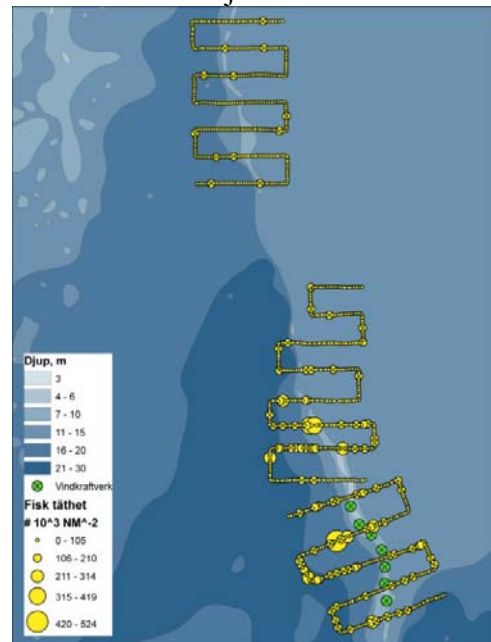 Djup, m
3
4 - 6
7 - 10
11 - 15
16 - 20
21 - 30
Vindkraftverk
Fisk täthet
# 10^3 NM^-2
0 - 105
106 - 210
211 - 314
315 - 419
420 - 524